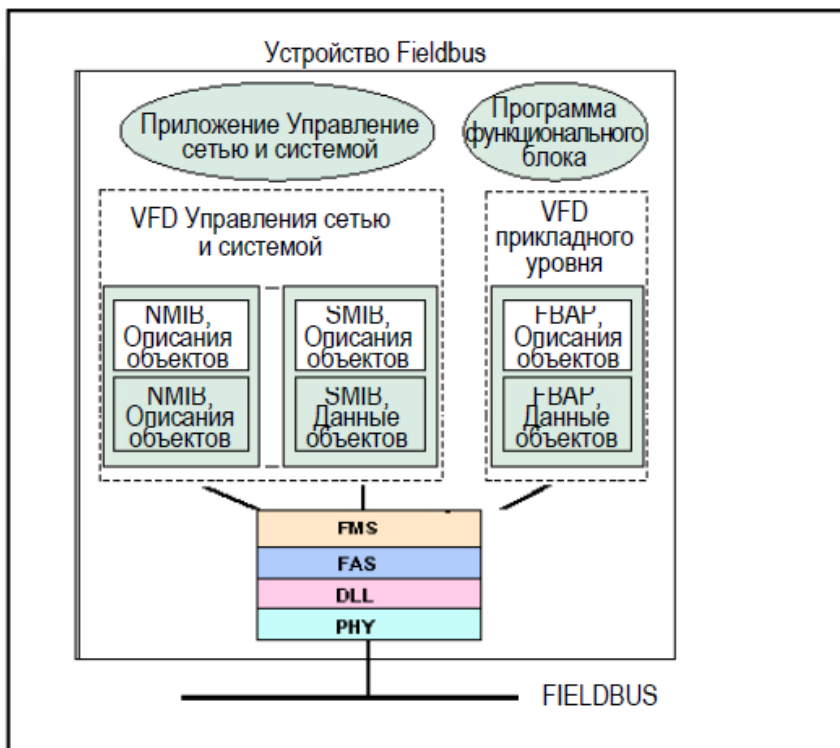 Устройство Fieldbus
Приложение Управление
сетью и системой
Программа
функционального
блока
VFD Управления сетью
и системой
VFD
прикладного
уровня
NMIB,
Описания
объектов
SMIB,
Описания
объектов
FBAP,
Описания
объектов
NMIB,
Описания
объектов
SMIB,
Данные
объектов
FBAP,
Данные
объектов
FMS
FAS
DLL
PHY
FIELDBUS